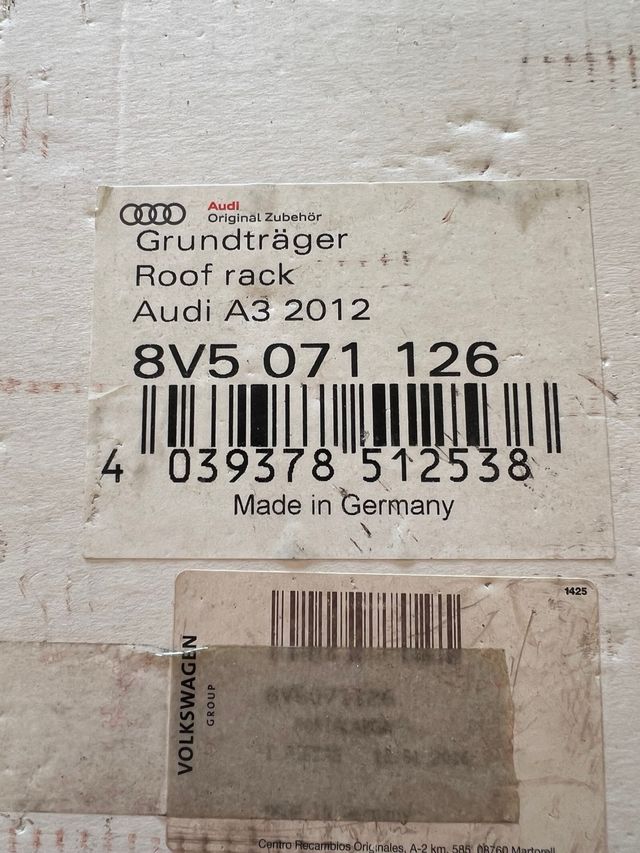 Audi
Original Zubehör
Grundträger
Roof rack
Audi A3 2012
8V5 071 126
4 039378 512538
Made in Germany
1425
VOLKSWAGEN
GROUP
8V5071126
Centro Recambios Originales, A-2 km. 585, 08760 Martorell